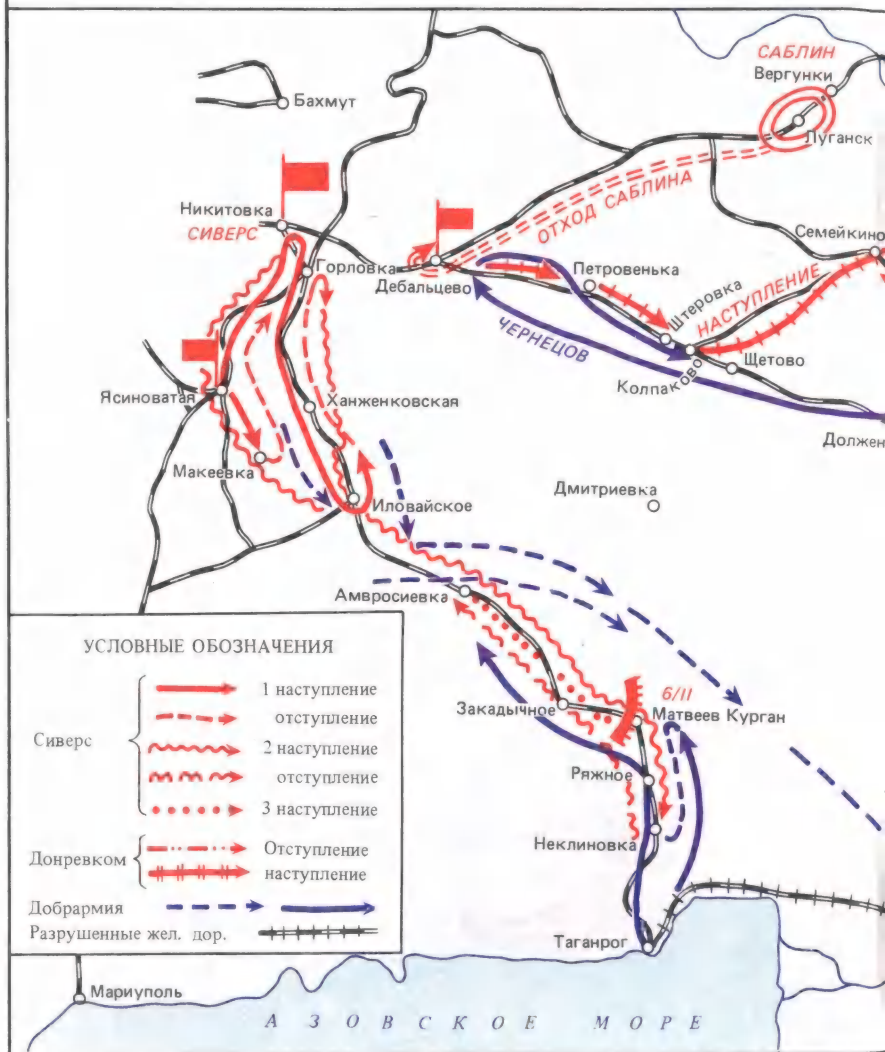 САБЛИН
Вергунки
Бахмут
Луганск
ОТХОД САБЛИНА
Никитовка
СИВЕРС
Семейкино
Горловка
Дебальцево
Петровенька
Штеровка
НАСТУПЛЕНИЕ
ЧЕРНЕЦОВ
Щетово
Колпаково
Ясиноватая
Ханженковская
Должен
Макеевка
Иловайское
Дмитриевка
Амвросиевка
УСЛОВНЫЕ ОБОЗНАЧЕНИЯ
Сиверс
1 наступление
отступление
2 наступление
отступление
3 наступление
Донревком
Отступление
наступление
Добрармия
Разрушенные жел. дор.
6/II
Закадычное
Матвеев Курган
Ряжное
Неклиновка
Таганрог
Мариуполь
АЗОВСКОЕ МОРЕ